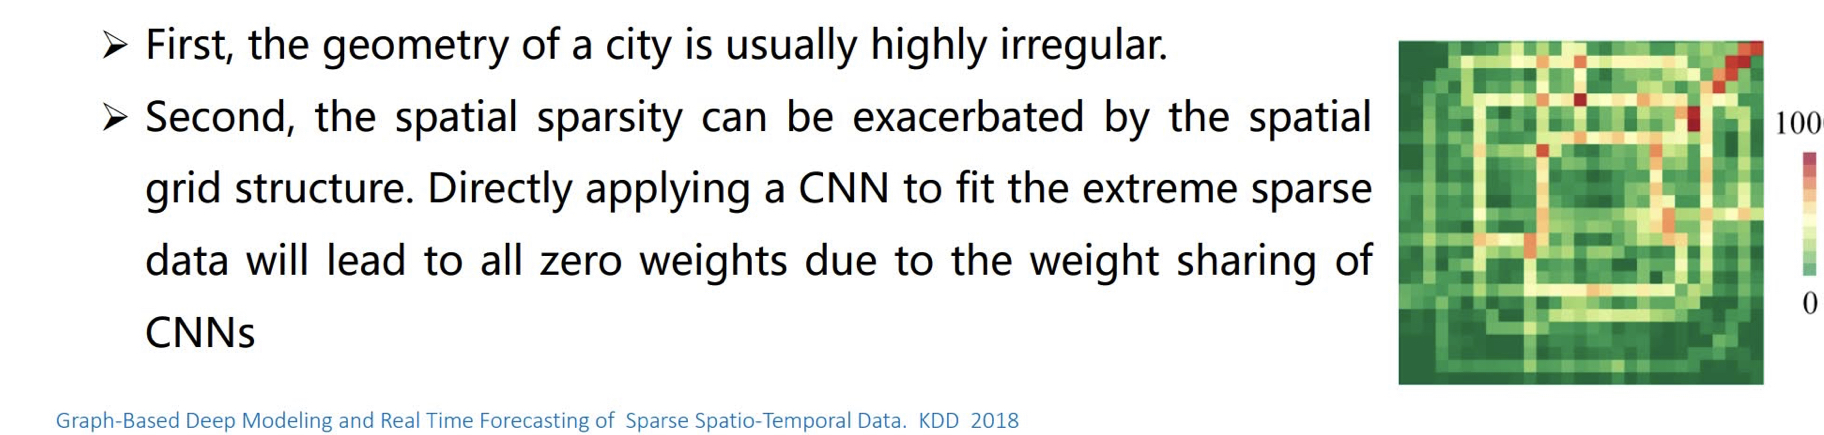 ➢ First, the geometry of a city is usually highly irregular.
➢ Second, the spatial sparsity can be exacerbated by the spatial
grid structure. Directly applying a CNN to fit the extreme sparse
data will lead to all zero weights due to the weight sharing of
CNNs
100
0
Graph-Based Deep Modeling and Real Time Forecasting of Sparse Spatio-Temporal Data. KDD 2018